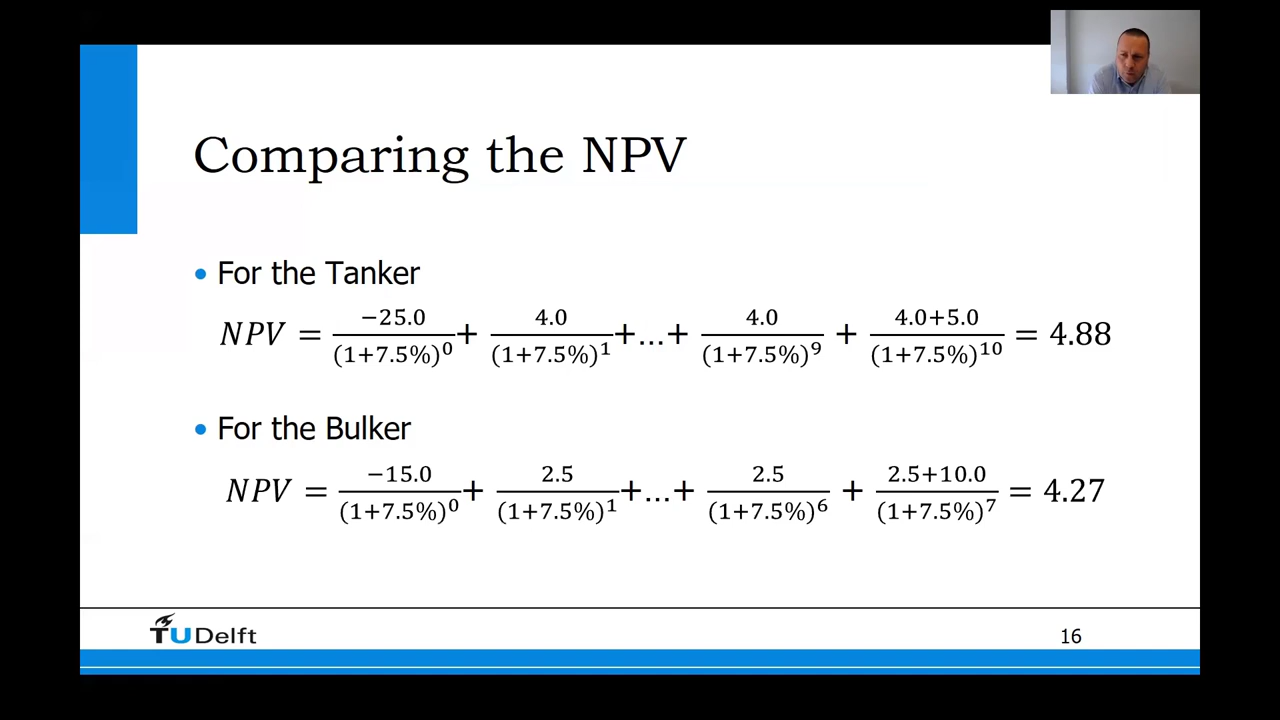 Comparing the NPV
• For the Tanker
NPV = −25.0/(1+7.5%)^0 + 4.0/(1+7.5%)^1 +…+ 4.0/(1+7.5%)^9 + 4.0+5.0/(1+7.5%)^10 = 4.88
• For the Bulker
NPV = −15.0/(1+7.5%)^0 + 2.5/(1+7.5%)^1 +…+ 2.5/(1+7.5%)^6 + 2.5+10.0/(1+7.5%)^7 = 4.27
TU Delft
16